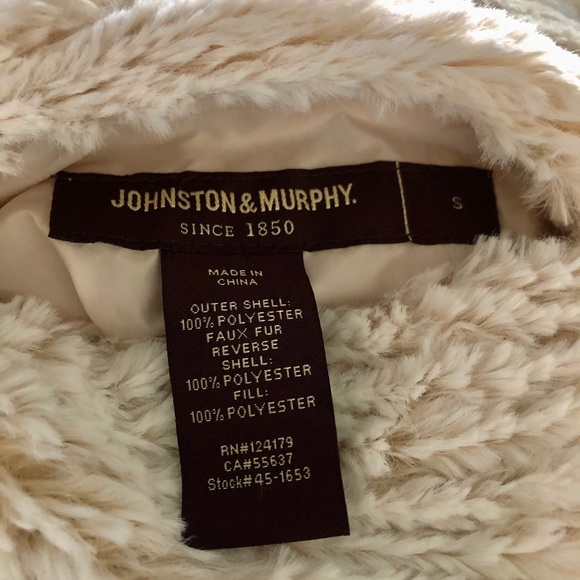 JOHNSTON & MURPHY.
SINCE 1850
S
MADE IN
CHINA
OUTER SHELL:
100% POLYESTER
FAUX FUR
REVERSE
SHELL:
100% POLYESTER
FILL:
100% POLYESTER
RN#124179
CA#55637
Stock#45-1653